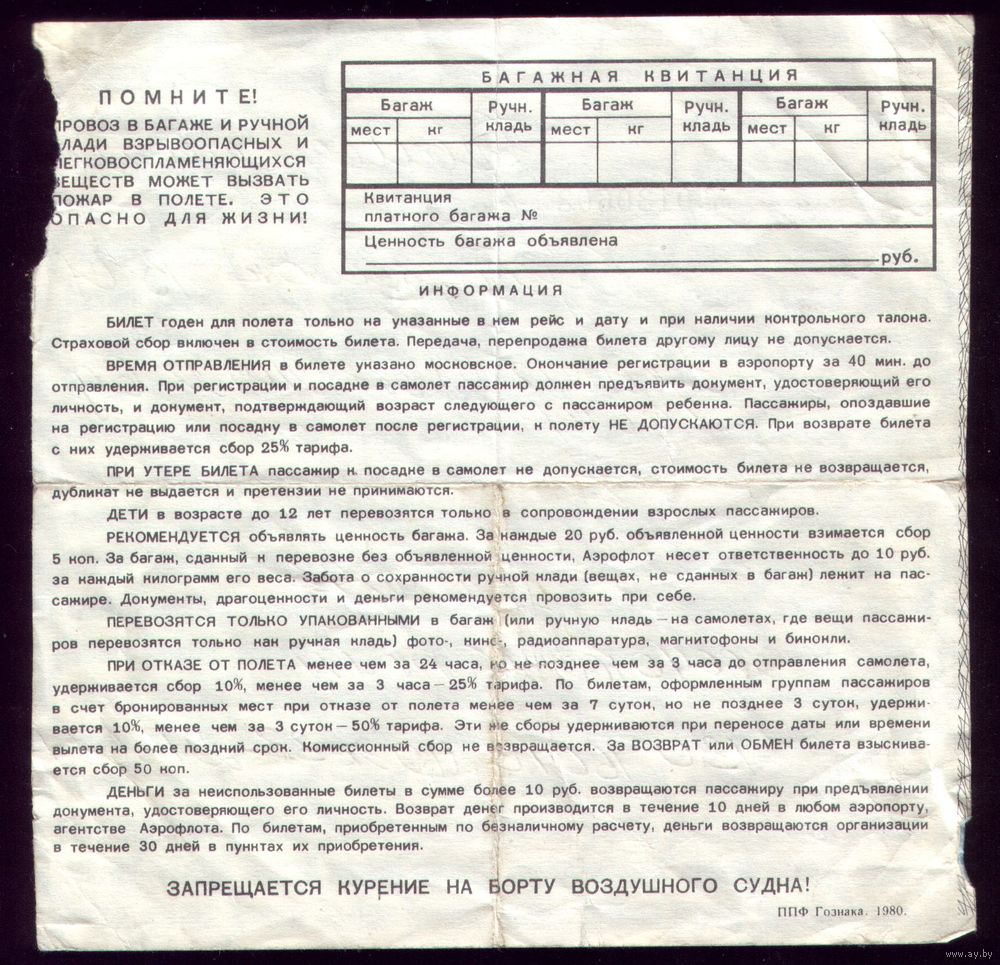 ПОМНИТЕ!
ПРОВОЗ В БАГАЖЕ И РУЧНОЙ
КЛАДИ ВЗРЫВООПАСНЫХ И
ЛЕГКОВОСПЛАМЕНЯЮЩИХСЯ
ВЕЩЕСТВ МОЖЕТ ВЫЗВАТЬ
ПОЖАР В ПОЛЕТЕ. ЭТО
ОПАСНО ДЛЯ ЖИЗНИ!
БАГАЖНАЯ КВИТАНЦИЯ
Багаж Ручн. кладь Багаж Ручн. кладь Багаж Ручн. кладь
мест кг мест кг мест кг
Квитанция
платного багажа №
Ценность багажа объявлена
руб.
ИНФОРМАЦИЯ
БИЛЕТ годен для полета только на указанные в нем рейс и дату и при наличии контрольного талона.
Страховой сбор включен в стоимость билета. Передача, перепродажа билета другому лицу не допускается.
ВРЕМЯ ОТПРАВЛЕНИЯ в билете указано московское. Окончание регистрации в аэропорту за 40 мин. до
отправления. При регистрации и посадке в самолет пассажир должен предъявить документ, удостоверяющий его
личность, и документ, подтверждающий возраст следующего с пассажиром ребенка. Пассажиры, опоздавшие
на регистрацию или посадку в самолет после регистрации, к полету НЕ ДОПУСКАЮТСЯ. При возврате билета
с них удерживается сбор 25% тарифа.
ПРИ УТЕРЕ БИЛЕТА пассажир к посадке в самолет не допускается, стоимость билета не возвращается,
дубликат не выдается и претензии не принимаются.
ДЕТИ в возрасте до 12 лет перевозятся только в сопровождении взрослых пассажиров.
РЕКОМЕНДУЕТСЯ объявлять ценность багажа. За каждые 20 руб. объявленной ценности взимается сбор
5 коп. За багаж, сданный к перевозке без объявленной ценности, Аэрофлот несет ответственность до 10 руб.
за каждый килограмм его веса. Забота о сохранности ручной клади (вещах, не сданных в багаж) лежит на пас-
сажире. Документы, драгоценности и деньги рекомендуется провозить при себе.
ПЕРЕВОЗЯТСЯ ТОЛЬКО УПАКОВАННЫМИ в багаж (или ручную кладь — на самолетах, где вещи пассажи-
ров перевозятся только как ручная кладь) фото-, кино-, радиоаппаратура, магнитофоны и бинокли.
ПРИ ОТКАЗЕ ОТ ПОЛЕТА менее чем за 24 часа, но не позднее чем за 3 часа до отправления самолета,
удерживается сбор 10%, менее чем за 3 часа — 25% тарифа. По билетам, оформленным группам пассажиров
в счет бронированных мест при отказе от полета менее чем за 7 суток, но не позднее 3 суток, удержи-
вается 10%, менее чем за 3 суток — 50% тарифа. Эти же сборы удерживаются при переносе даты или времени
вылета на более поздний срок. Комиссионный сбор не возвращается. За ВОЗВРАТ или ОБМЕН билета взыскива-
ется сбор 50 коп.
ДЕНЬГИ за неиспользованные билеты в сумме более 10 руб. возвращаются пассажиру при предъявлении
документа, удостоверяющего его личность. Возврат денег производится в течение 10 дней в любом аэропорту,
агентстве Аэрофлота. По билетам, приобретенным по безналичному расчету, деньги возвращаются организации
в течение 30 дней в пунктах их приобретения.
ЗАПРЕЩАЕТСЯ КУРЕНИЕ НА БОРТУ ВОЗДУШНОГО СУДНА!
ППФ Гознака. 1980.
www.ay.by